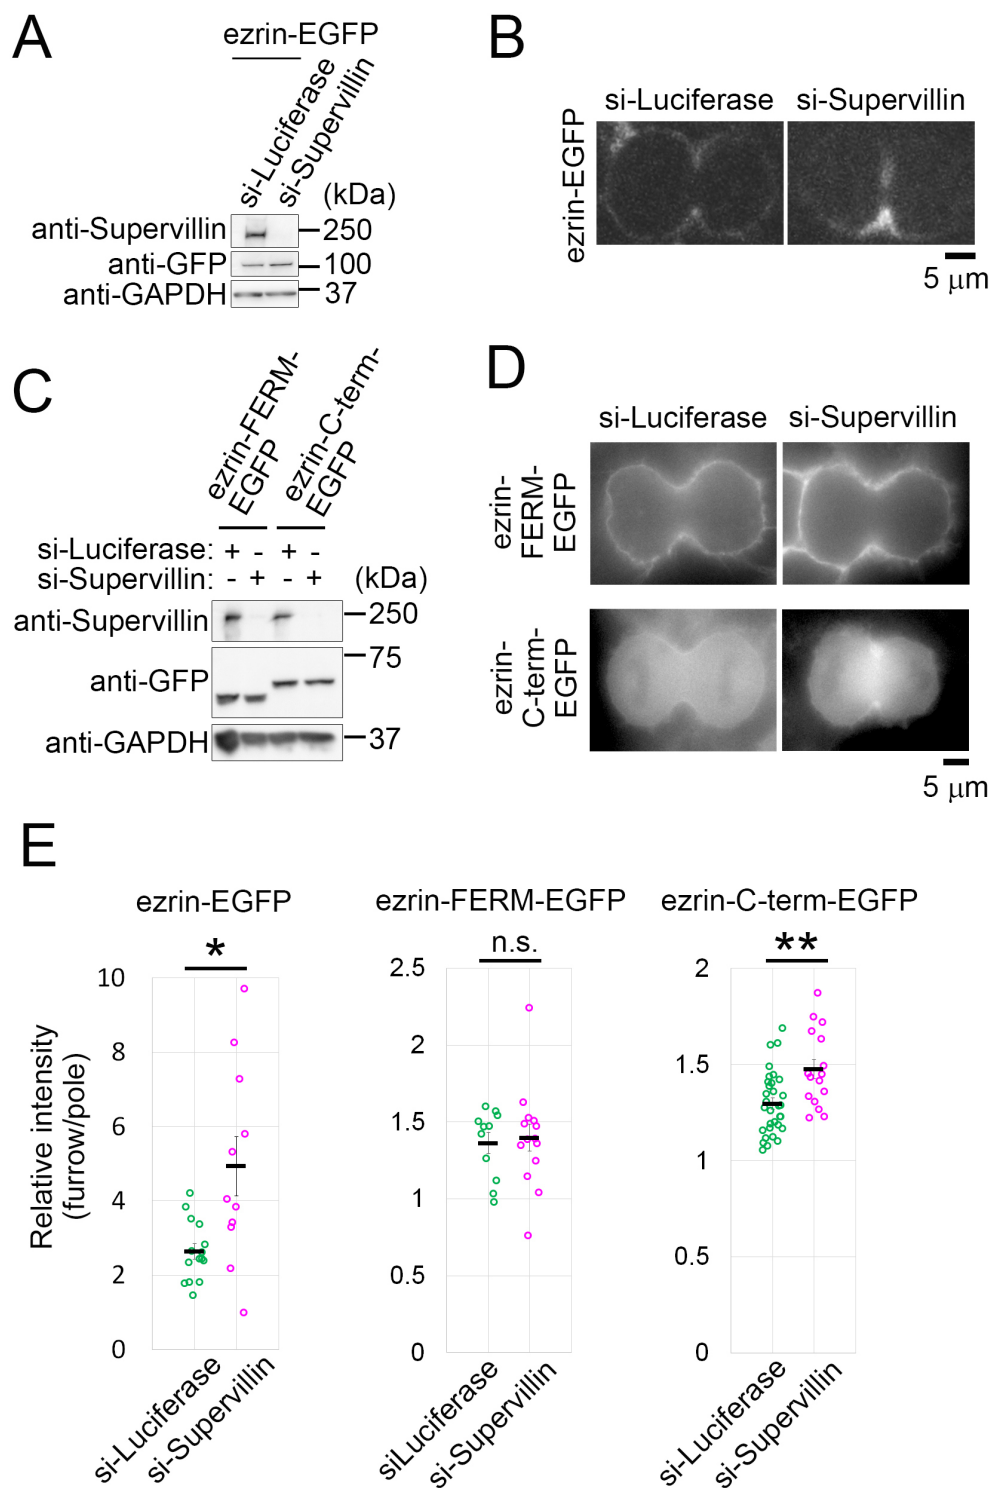 A
ezrin-EGFP
si-Luciferase
si-Supervillin
(kDa)
anti-Supervillin
250
anti-GFP
100
anti-GAPDH
37
B
si-Luciferase
si-Supervillin
ezrin-EGFP
5 μm
C
ezrin-FERM-
EGFP
ezrin-C-term-
EGFP
si-Luciferase: + - + -
si-Supervillin: - + - +
(kDa)
anti-Supervillin
250
75
anti-GFP
anti-GAPDH
37
D
si-Luciferase
si-Supervillin
ezrin-
FERM-
EGFP
ezrin-
C-term-
EGFP
5 μm
E
Relative intensity
(furrow/pole)
ezrin-EGFP
*
10
8
6
4
2
0
si-Luciferase
si-Supervillin
ezrin-FERM-EGFP
n.s.
2.5
2
1.5
1
0.5
0
siLuciferase
si-Supervillin
ezrin-C-term-EGFP
**
2
1.5
1
0.5
0
si-Luciferase
si-Supervillin